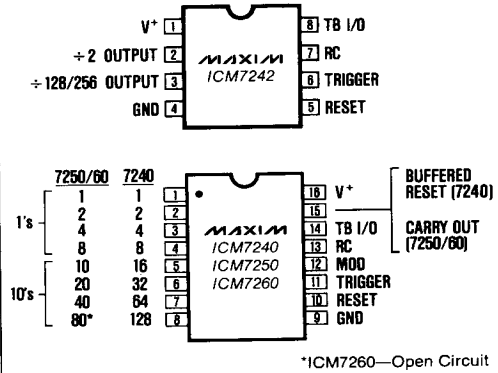 V+ 1 8 TB I/O
÷2 OUTPUT 2 MAXIM 7 RC
÷128/256 OUTPUT 3 ICM7242 6 TRIGGER
GND 4 5 RESET
7250/60 7240 BUFFERED
1 1 1 16 V+ RESET (7240)
2 2 2 15
1's 4 4 3 MAXIM 14 TB I/O CARRY OUT
8 8 4 ICM7240 13 RC (7250/60)
10 16 5 ICM7250 12 MOD
10's 20 32 6 ICM7260 11 TRIGGER
40 64 7 10 RESET
80* 128 8 9 GND
*ICM7260—Open Circuit